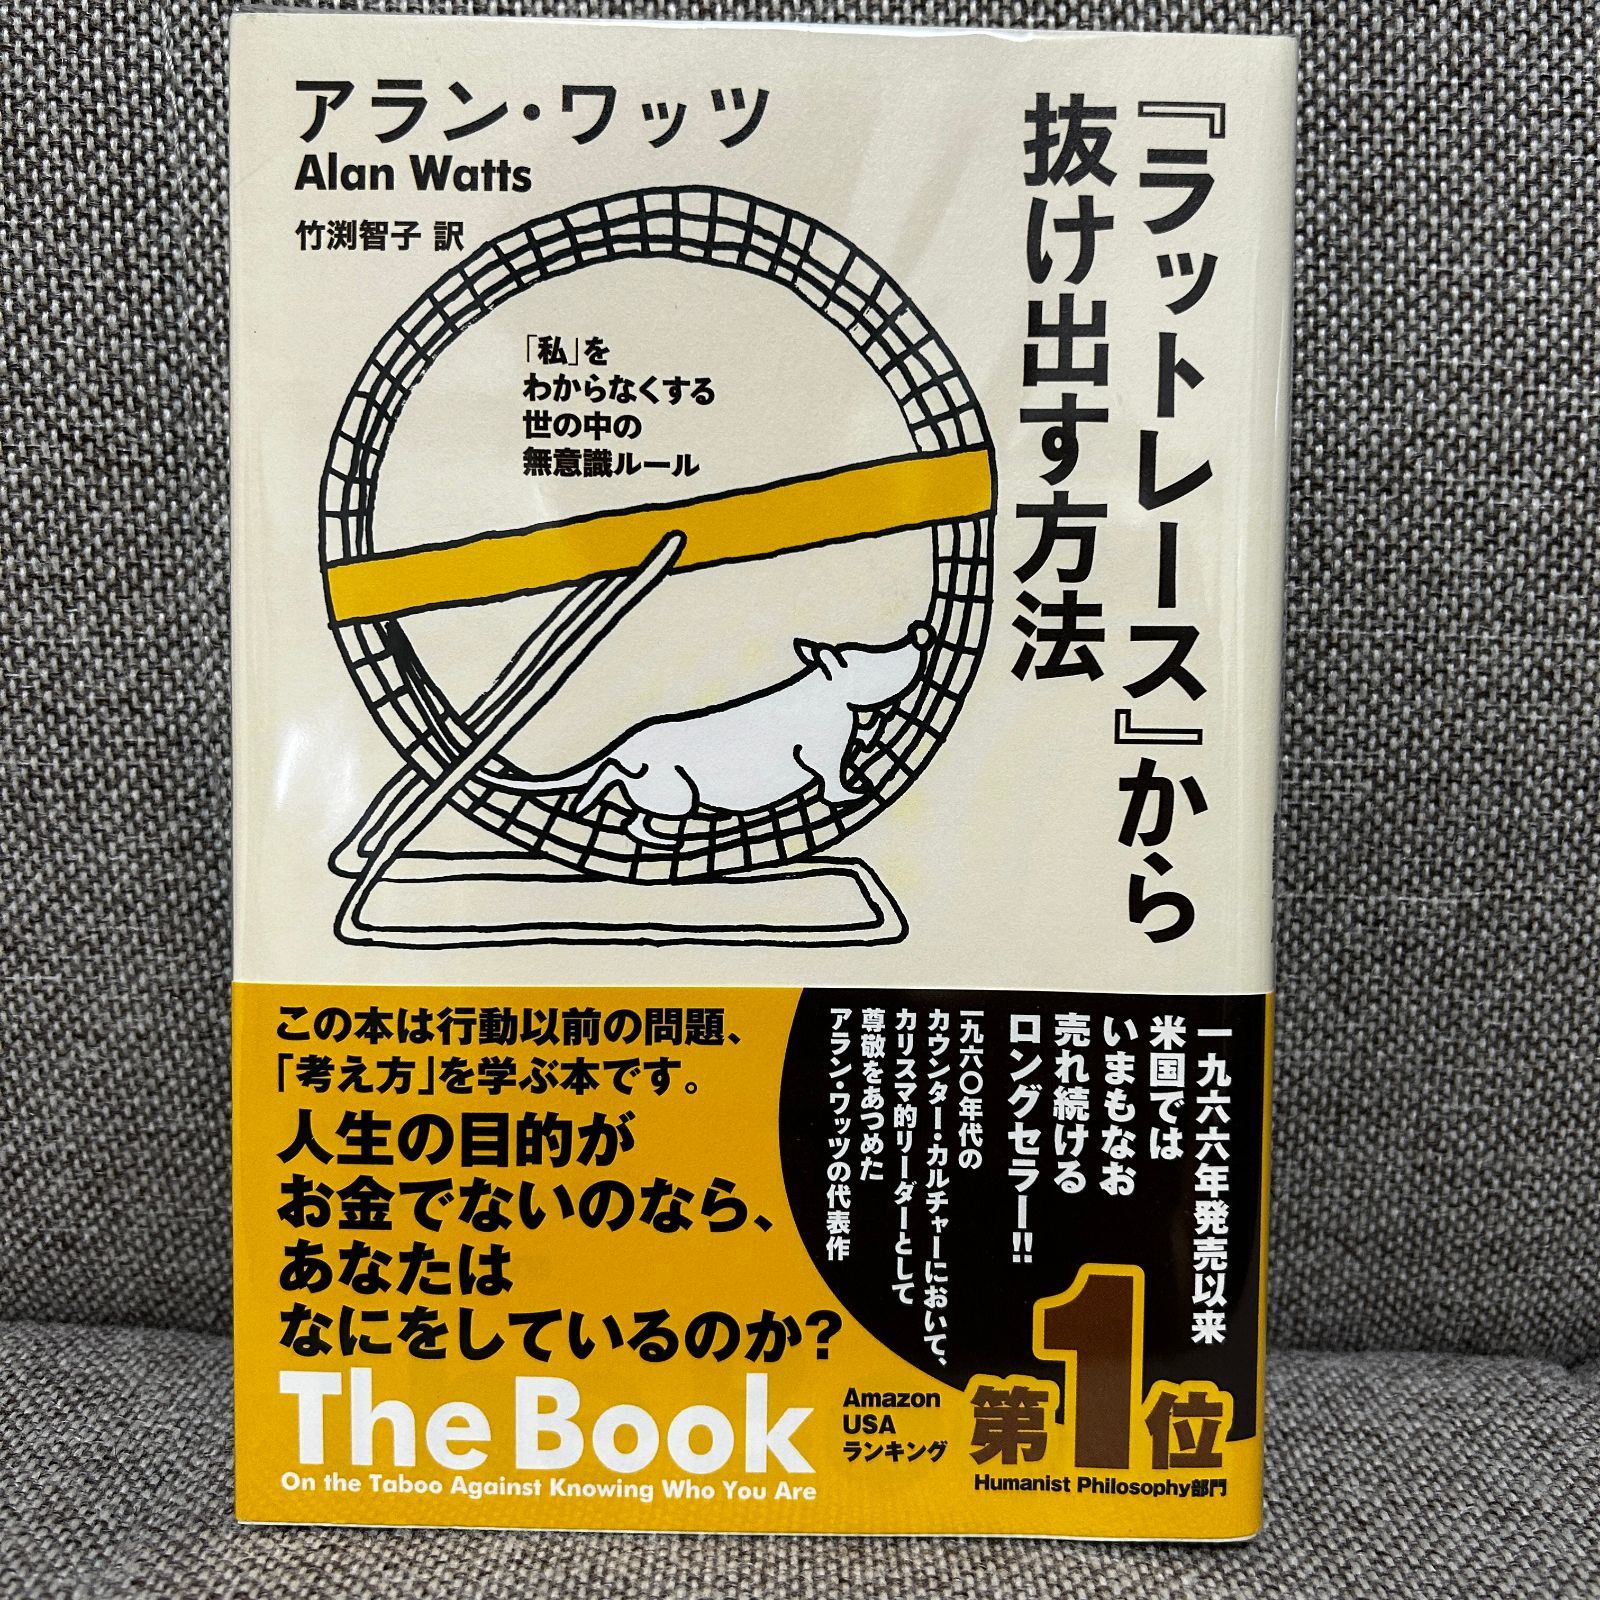 『ラットレース』から
抜け出す方法
アラン・ワッツ
Alan Watts
竹渕智子 訳
「私」を
わからなくする
世の中の
無意識ルール
この本は行動以前の問題、
「考え方」を学ぶ本です。
人生の目的が
お金でないのなら、
あなたは
なにをしているのか?
The Book
On the Taboo Against Knowing Who You Are
一九六六年発売以来
米国では
いまもなお
売れ続ける
ロングセラー!!
一九六〇年代の
カウンター・カルチャーにおいて、
カリスマ的リーダーとして
尊敬をあつめた
アラン・ワッツの代表作
Amazon
USA
ランキング
第1位
Humanist Philosophy部門